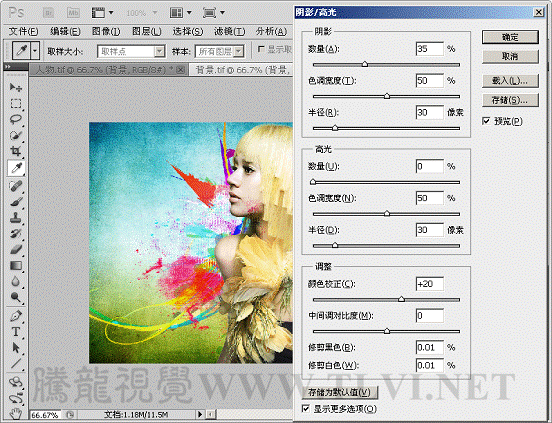 Ps
100%
文件(F) 编辑(E) 图像(I) 图层(L) 选择(S) 滤镜(T) 分析(A)
取样大小: 取样点 样本: 所有图层 显示取
人物.tif @ 66.7% (背景, RGB/8#) * 背景.tif @ 66.7% (背景,
66.67% 文档:1.18M/11.5M
阴影/高光
阴影
数量(A): 35 %
色调宽度(T): 50 %
半径(R): 30 像素
高光
数量(U): 0 %
色调宽度(N): 50 %
半径(D): 30 像素
调整
颜色校正(C): +20
中间调对比度(M): 0
修剪黑色(B): 0.01 %
修剪白色(W): 0.01 %
存储为默认值(V)
显示更多选项(O)
确定
取消
载入(L)...
存储(S)...
预览(P)
騰龍視覺 WWW.TLVI.NET